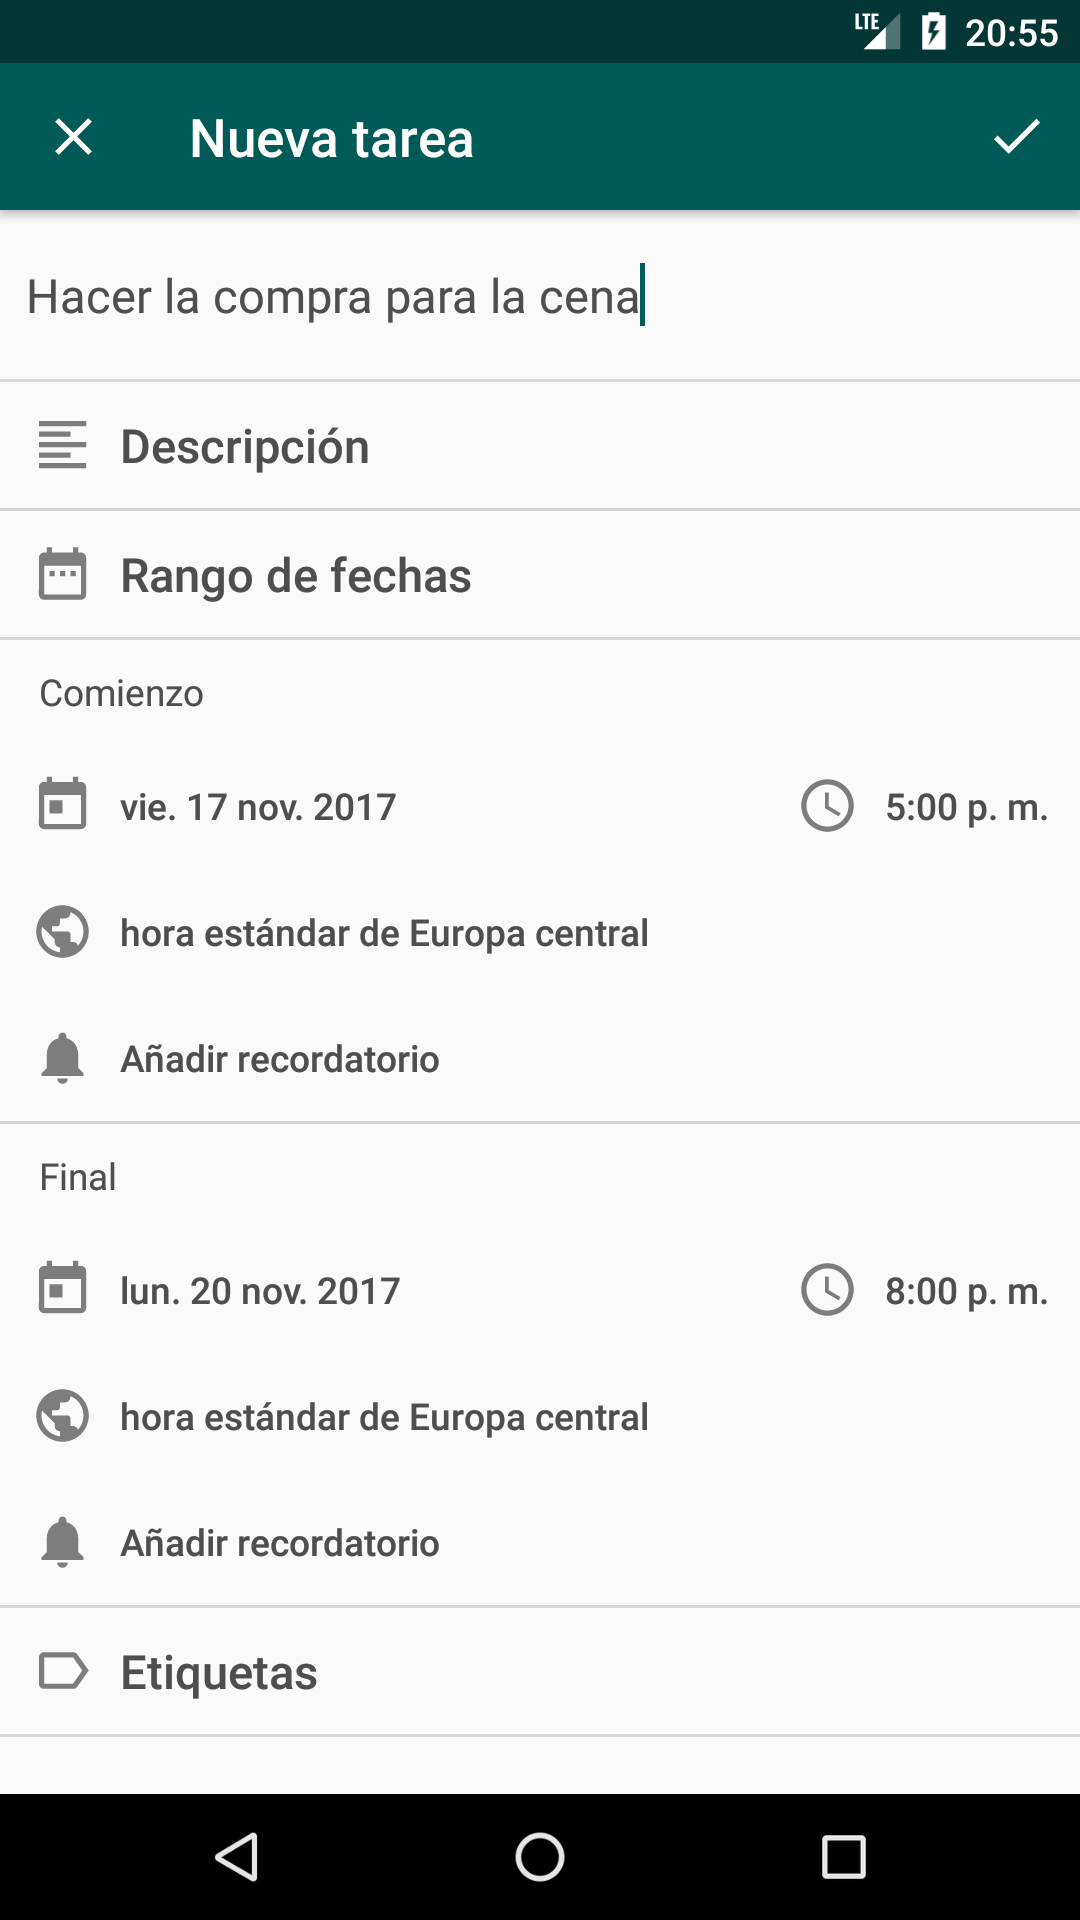 LTE 20:55
Nueva tarea
Hacer la compra para la cena
Descripción
Rango de fechas
Comienzo
vie. 17 nov. 2017 5:00 p. m.
hora estándar de Europa central
Añadir recordatorio
Final
lun. 20 nov. 2017 8:00 p. m.
hora estándar de Europa central
Añadir recordatorio
Etiquetas